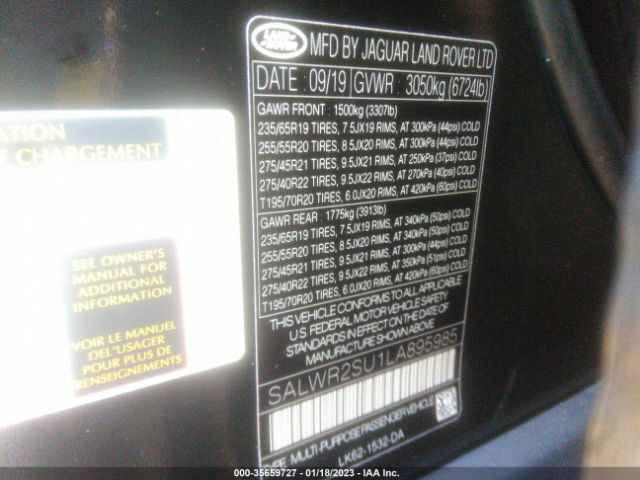 LAND ROVER
MFD BY JAGUAR LAND ROVER LTD
DATE : 09/19 GVWR : 3050kg (6724lb)
GAWR FRONT : 1500kg (3307lb)
235/65R19 TIRES, 7.5JX19 RIMS, AT 300kPa (44psi) COLD
255/55R20 TIRES, 8.5JX20 RIMS, AT 300kPa (44psi) COLD
275/45R21 TIRES, 9.5JX21 RIMS, AT 250kPa (37psi) COLD
275/40R22 TIRES, 9.5JX22 RIMS, AT 270kPa (40psi) COLD
T195/70R20 TIRES, 6.0JX20 RIMS, AT 420kPa (60psi) COLD
GAWR REAR : 1775kg (3913lb)
235/65R19 TIRES, 7.5JX19 RIMS, AT 340kPa (50psi) COLD
255/55R20 TIRES, 8.5JX20 RIMS, AT 340kPa (50psi) COLD
275/45R21 TIRES, 9.5JX21 RIMS, AT 300kPa (44psi) COLD
275/40R22 TIRES, 9.5JX22 RIMS, AT 350kPa (51psi) COLD
T195/70R20 TIRES, 6.0JX20 RIMS, AT 420kPa (60psi) COLD
THIS VEHICLE CONFORMS TO ALL APPLICABLE
U.S. FEDERAL MOTOR VEHICLE SAFETY
STANDARDS IN EFFECT ON THE DATE OF
MANUFACTURE SHOWN ABOVE.
SALWR2SU1LA895985
TYPE: MULTI-PURPOSE PASSENGER VEHICLE
LK62-1532-DA
CHARGEMENT
SEE OWNER'S
MANUAL FOR
ADDITIONAL
INFORMATION
VOIR LE MANUEL
DEL'USAGER
POUR PLUS DE
RENSEIGNEMENTS
000-35659727 - 01/18/2023 - IAA Inc.